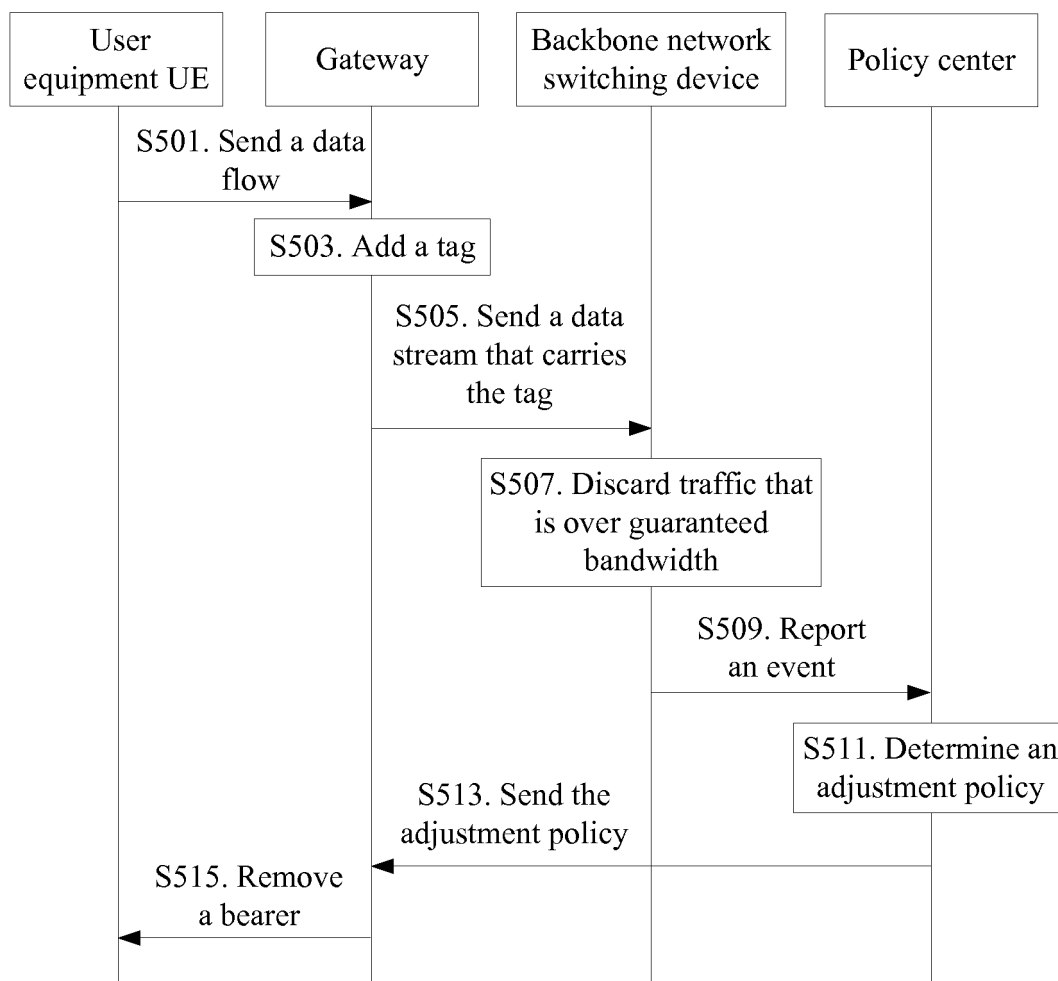 User
equipment UE
Gateway
Backbone network
switching device
Policy center
S501. Send a data
flow
S503. Add a tag
S505. Send a data
stream that carries
the tag
S507. Discard traffic that
is over guaranteed
bandwidth
S509. Report
an event
S511. Determine an
adjustment policy
S513. Send the
adjustment policy
S515. Remove
a bearer